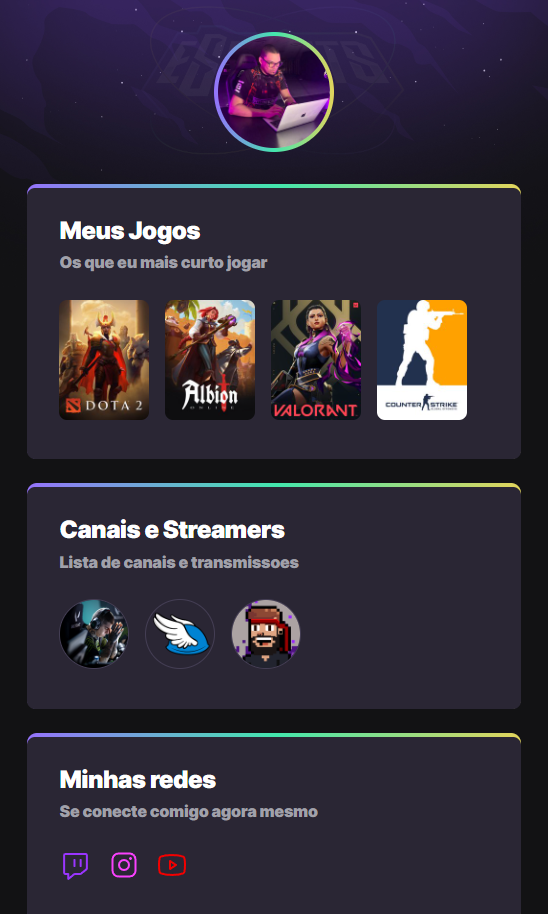 Meus Jogos
Os que eu mais curto jogar
DOTA 2
Albion
ONLINE
VALORANT
COUNTER STRIKE
Canais e Streamers
Lista de canais e transmissoes
Minhas redes
Se conecte comigo agora mesmo